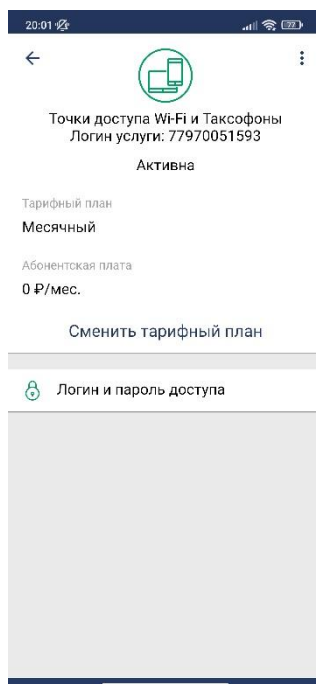 20:01
77
Точки доступа Wi-Fi и Таксофоны
Логин услуги: 77970051593
Активна
Тарифный план
Месячный
Абонентская плата
0 ₽/мес.
Сменить тарифный план
Логин и пароль доступа